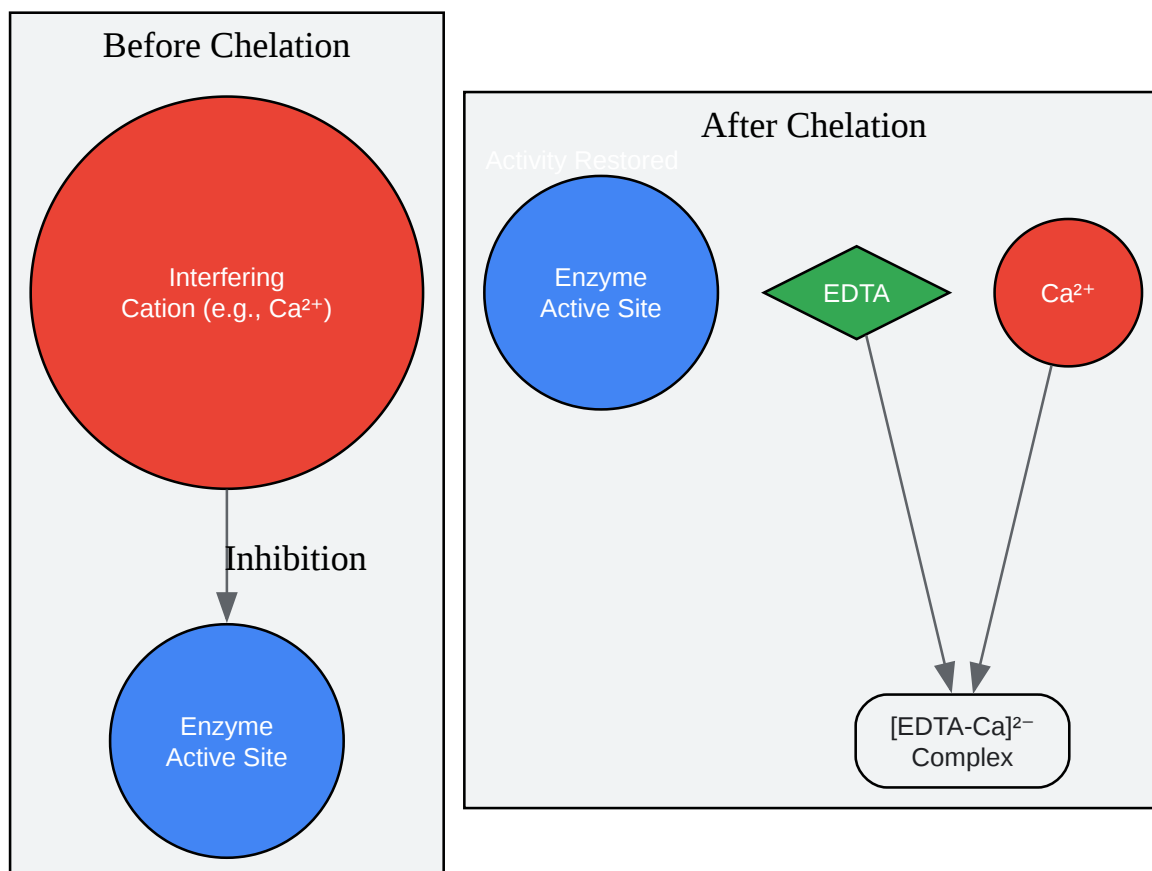 Before Chelation
Interfering
Cation (e.g., Ca²⁺)
Inhibition
Enzyme
Active Site
After Chelation
Activity Restored
Enzyme
Active Site
EDTA
Ca²⁺
[EDTA-Ca]²⁻
Complex